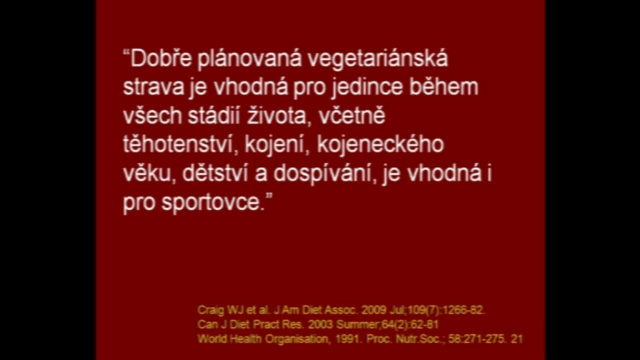 “Dobře plánovaná vegetariánská
strava je vhodná pro jedince během
všech stádií života, včetně
těhotenství, kojení, kojeneckého
věku, dětství a dospívání, je vhodná i
pro sportovce.”
Craig WJ et al. J Am Diet Assoc. 2009 Jul;109(7):1266-82.
Can J Diet Pract Res. 2003 Summer;64(2):62-81
World Health Organisation, 1991. Proc. Nutr.Soc.; 58:271-275. 21